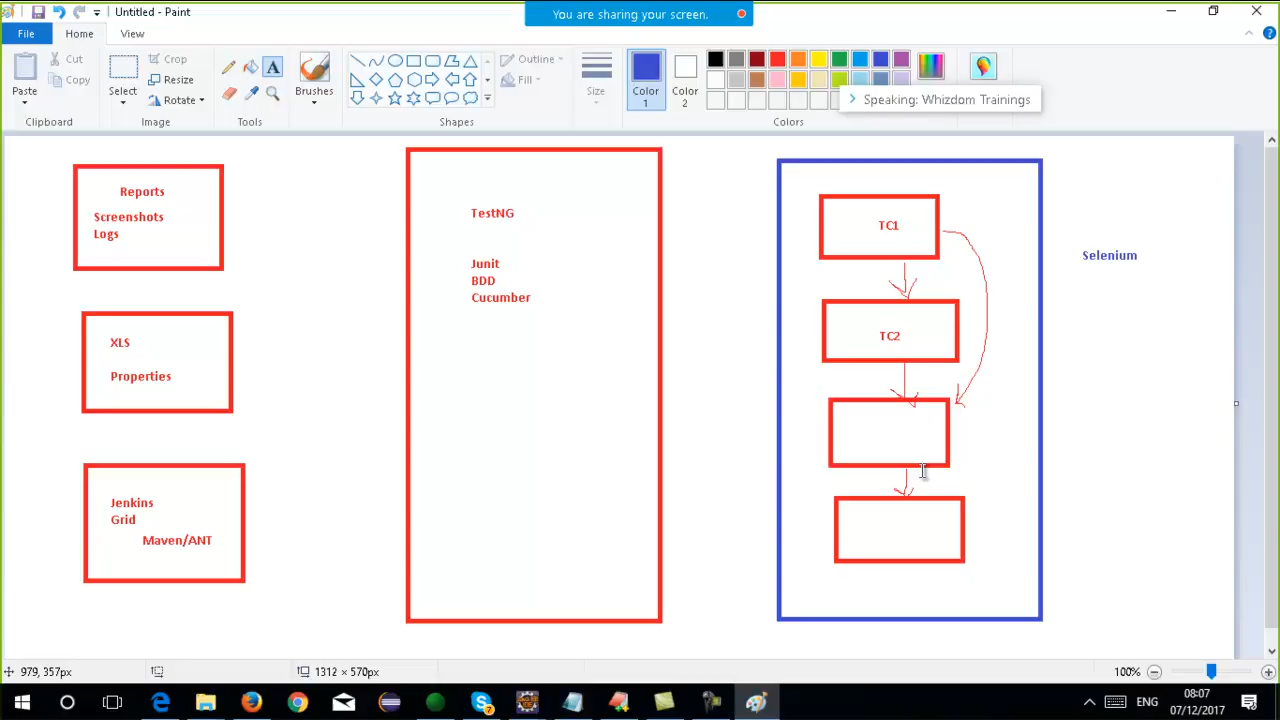 Untitled - Paint
You are sharing your screen.
File
Home
View
Paste
Cut
Copy
Clipboard
Select
Crop
Resize
Rotate
Image
A
Tools
Brushes
Outline
Fill
Shapes
Size
Color
1
Color
2
Colors
Speaking: Whizdom Trainings
Reports
Screenshots
Logs
XLS
Properties
Jenkins
Grid
Maven/ANT
TestNG
Junit
BDD
Cucumber
TC1
TC2
Selenium
979, 357px
1312 × 570px
100%
ENG
08:07
07/12/2017